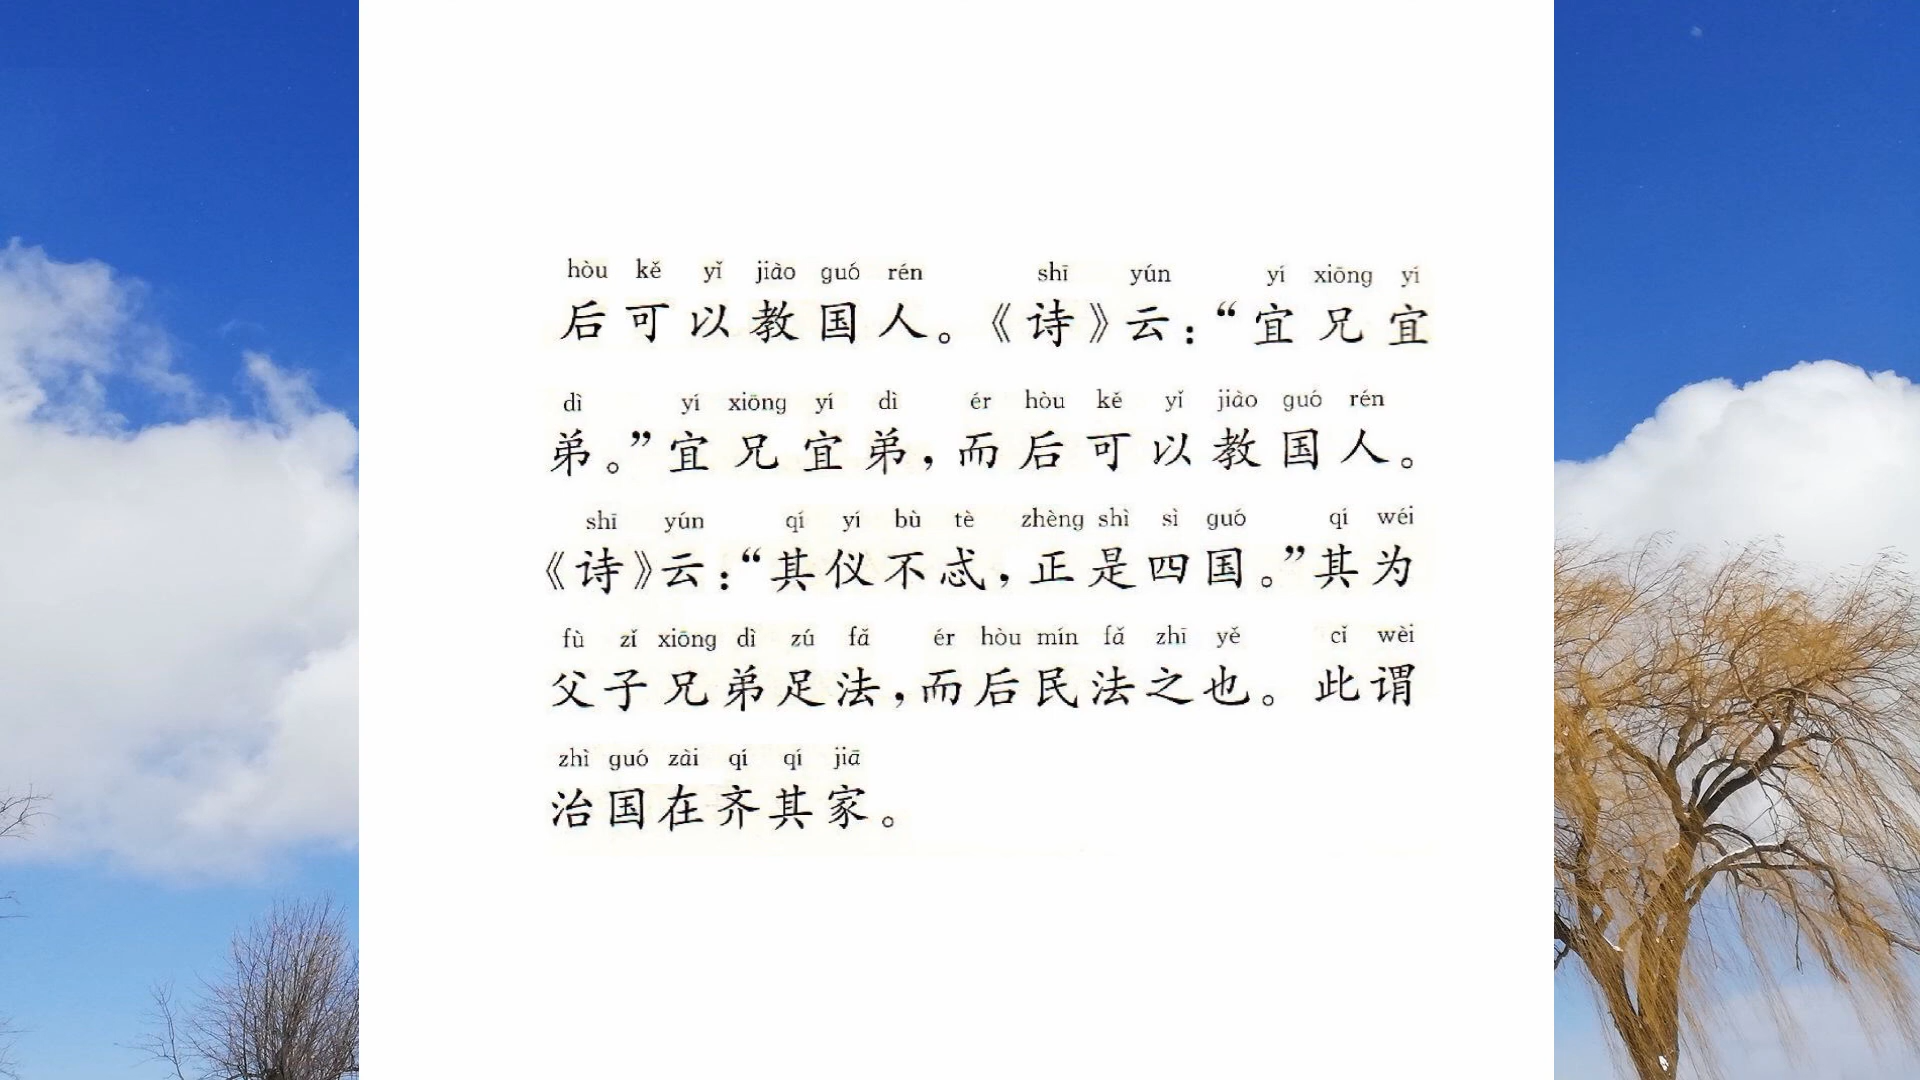 hòu kě yǐ jiào guó rén shī yún yí xiōng yí
后可以教国人。《诗》云：“宜兄宜
dì yí xiōng yí dì ér hòu kě yǐ jiào guó rén
弟。”宜兄宜弟，而后可以教国人。
shī yún qí yí bù tè zhèng shì sì guó qí wéi
《诗》云：“其仪不忒，正是四国。”其为
fù zǐ xiōng dì zú fǎ ér hòu mín fǎ zhī yě cǐ wèi
父子兄弟足法，而后民法之也。此谓
zhì guó zài qí qí jiā
治国在齐其家。